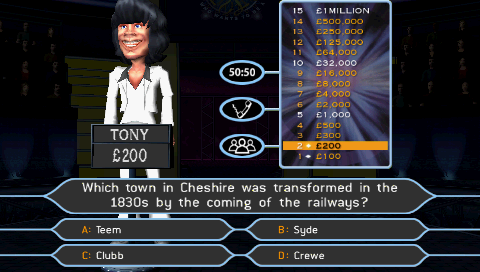 15 £1 MILLION
14 £500,000
13 £250,000
12 £125,000
11 £64,000
10 £32,000
9 £16,000
8 £8,000
7 £4,000
6 £2,000
5 £1,000
4 £500
3 £300
2 £200
1 £100
50:50
TONY
£200
Which town in Cheshire was transformed in the
1830s by the coming of the railways?
A: Teem
B: Syde
C: Clubb
D: Crewe